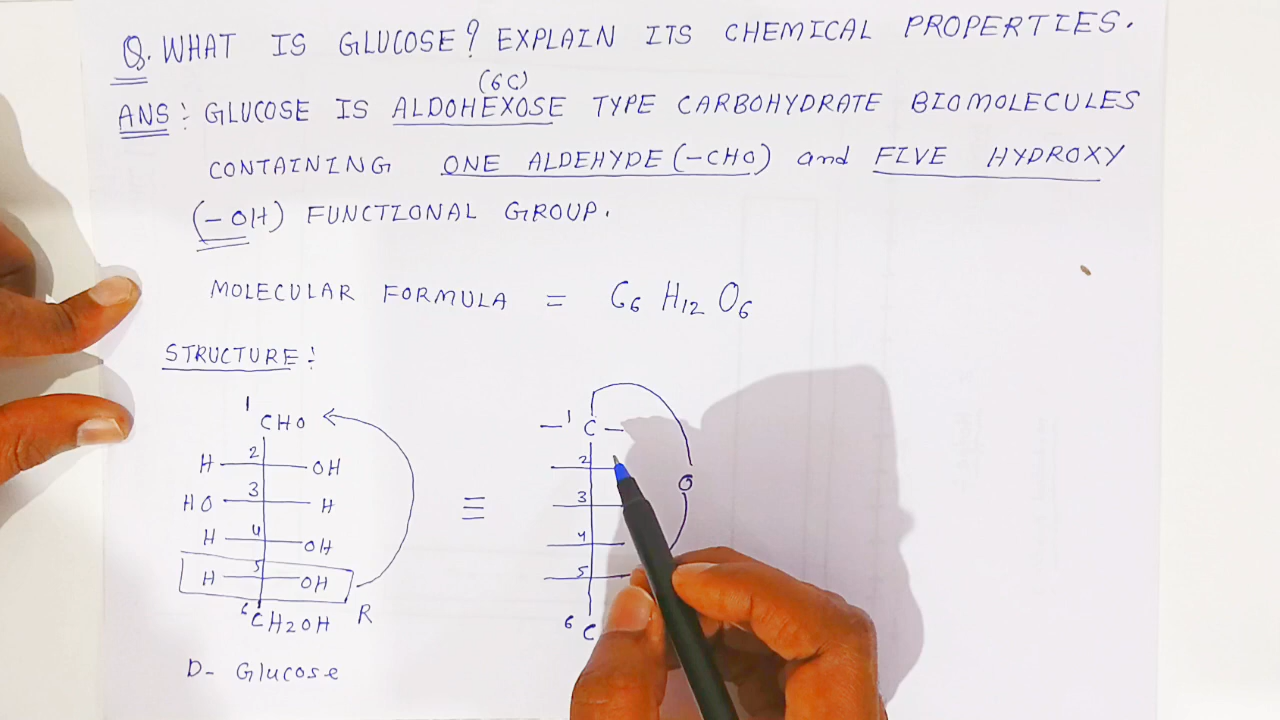 Q. WHAT IS GLUCOSE? EXPLAIN ITS CHEMICAL PROPERTIES.
(6C)
ANS: GLUCOSE IS ALDOHEXOSE TYPE CARBOHYDRATE BIOMOLECULES
CONTAINING ONE ALDEHYDE (-CHO) and FIVE HYDROXY
(-OH) FUNCTIONAL GROUP.
MOLECULAR FORMULA = C6 H12 O6
STRUCTURE:
1 CHO
H 2 OH
HO 3 H
H 4 OH
H 5 OH
6 CH2OH R
D- Glucose
≡
-1 C-
2
O
3
4
5
6 C